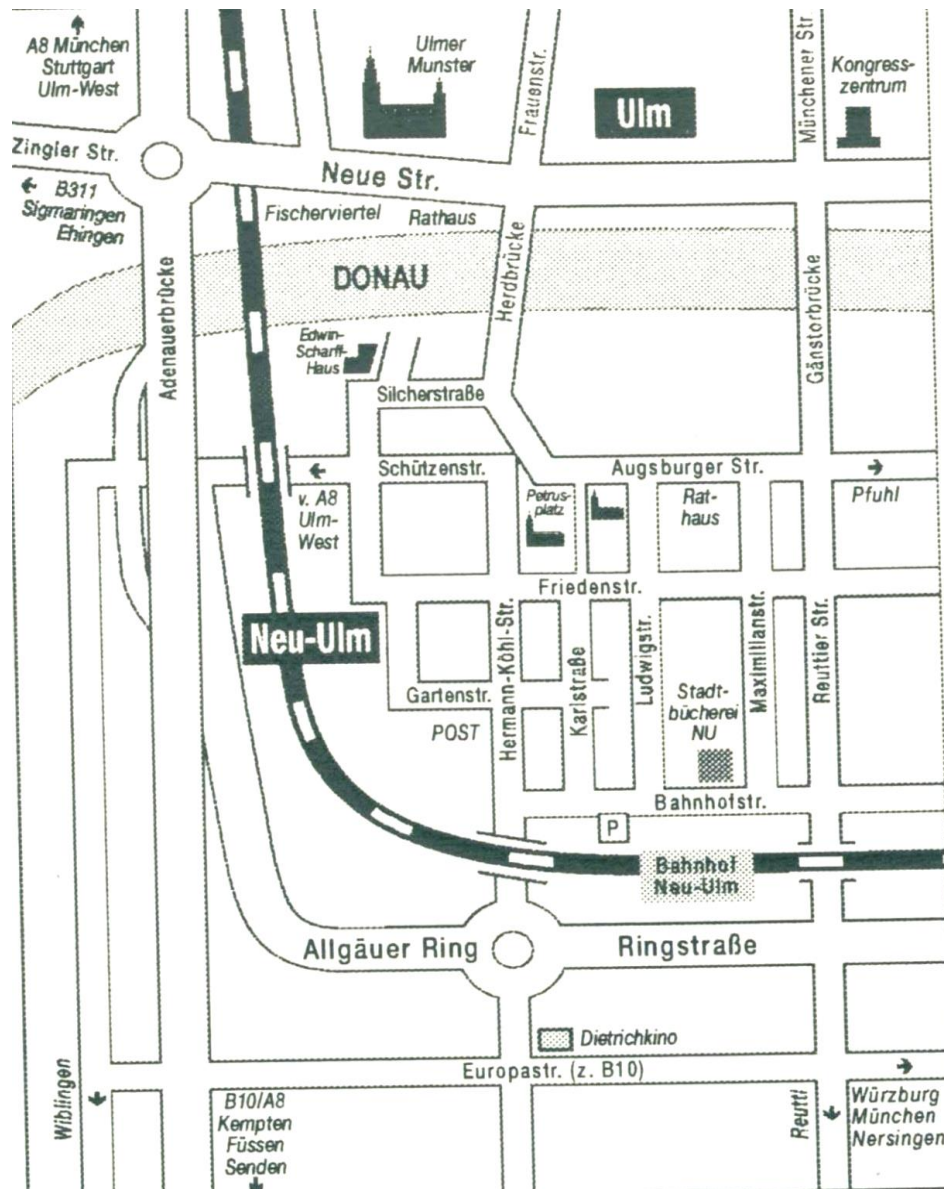 A8 München
Stuttgart
Ulm-West
Ulmer
Munster
Frauenstr.
Ulm
Münchener Str.
Kongress-
zentrum
Zingler Str.
Neue Str.
B311
Sigmaringen
Ehingen
Fischerviertel
Rathaus
Adenauerbrücke
DONAU
Herdbrücke
Gänstorbrücke
Edwin-
Scharff-
Haus
Silcherstraße
Schützenstr.
Augsburger Str.
v. A8
Ulm-
West
Petrus-
platz
Rat-
haus
Pfuhl
Friedenstr.
Neu-Ulm
Hermann-Köhl-Str.
Karlstraße
Ludwigstr.
Maximilianstr.
Reuttier Str.
Gartenstr.
POST
Stadt-
bücherei
NU
Bahnhofstr.
P
Bahnhof
Neu-Ulm
Allgäuer Ring
Ringstraße
Dietrichkino
Europastr. (z. B10)
Wiblingen
B10/A8
Kempten
Füssen
Senden
Reutti
Würzburg
München
Nersingen